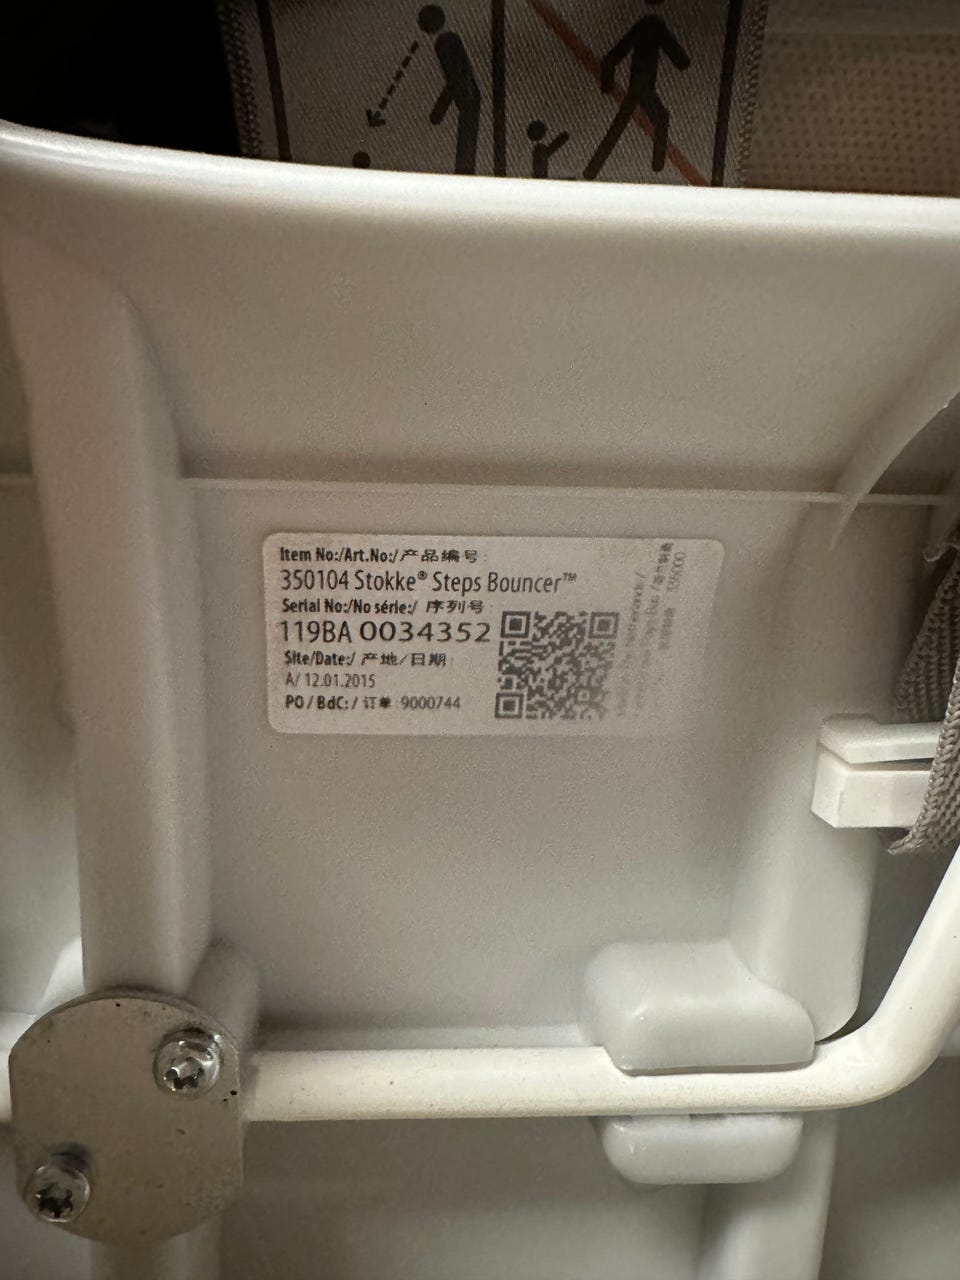 Item No:/Art.No:/产品编号:
350104 Stokke® Steps Bouncer™
Serial No:/No série:/ 序列号:
119BA 0034352
Site/Date:/ 产地/日期:
A/ 12.01.2015
PO/BdC:/ 订单: 9000744